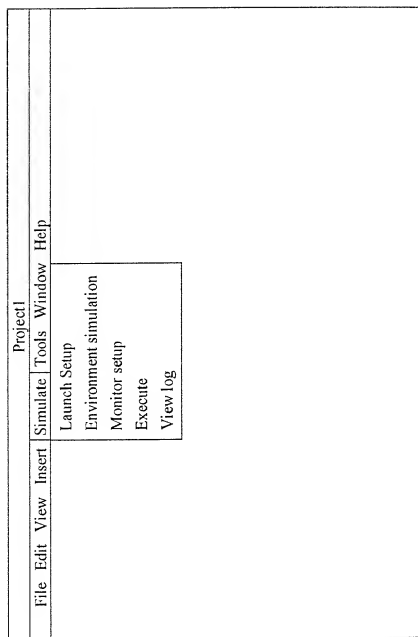 Project1
File Edit View Insert Simulate Tools Window Help
Launch Setup
Environment simulation
Monitor setup
Execute
View log